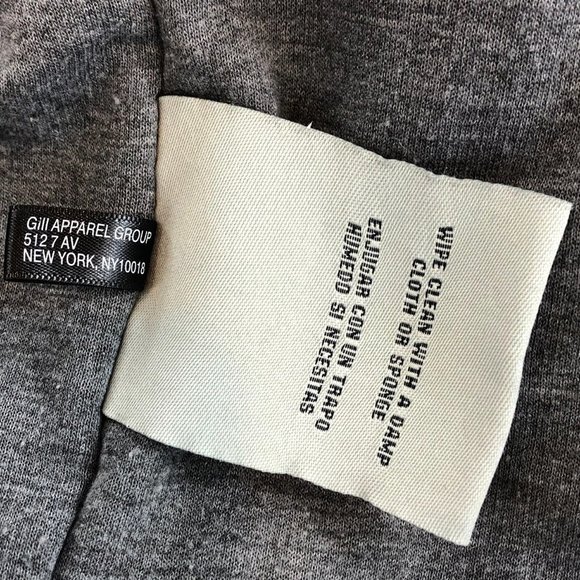 Gill APPAREL GROUP
512 7 AV
NEW YORK, NY10018
WIPE CLEAN WITH A DAMP
CLOTH OR SPONGE
ENJUGAR CON UN TRAPO
HUMEDO SI NECESITAS